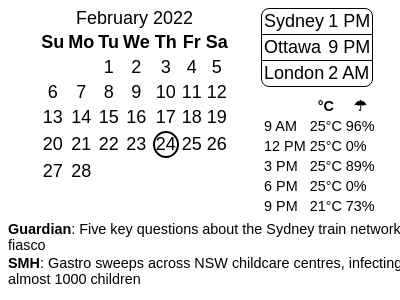 February 2022
Su Mo Tu We Th Fr Sa
1 2 3 4 5
6 7 8 9 10 11 12
13 14 15 16 17 18 19
20 21 22 23 24 25 26
27 28
Sydney 1 PM
Ottawa 9 PM
London 2 AM
°C ☂
9 AM 25°C 96%
12 PM 25°C 0%
3 PM 25°C 89%
6 PM 25°C 0%
9 PM 21°C 73%
Guardian: Five key questions about the Sydney train network
fiasco
SMH: Gastro sweeps across NSW childcare centres, infecting
almost 1000 children